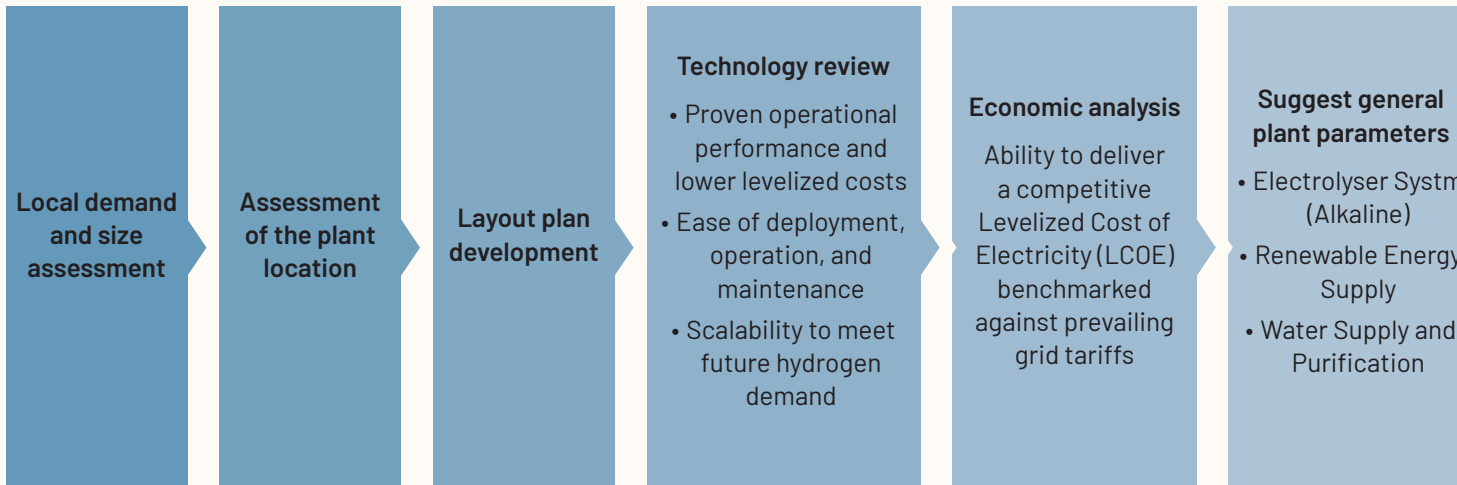 Local demand
and size
assessment
Assessment
of the plant
location
Layout plan
development
Technology review
• Proven operational
performance and
lower levelized costs
• Ease of deployment,
operation, and
maintenance
• Scalability to meet
future hydrogen
demand
Economic analysis
Ability to deliver
a competitive
Levelized Cost of
Electricity (LCOE)
benchmarked
against prevailing
grid tariffs
Suggest general
plant parameters
• Electrolyser Systm
(Alkaline)
• Renewable Energy
Supply
• Water Supply and
Purification